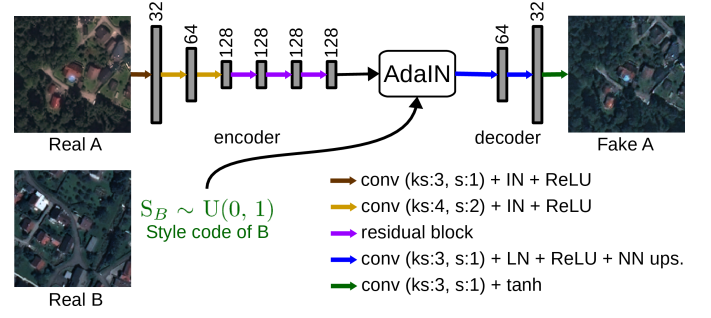 32
64
128
128
128
128
AdaIN
64
32
Real A
encoder
decoder
Fake A
S_B ∼ U(0, 1)
Style code of B
Real B
conv (ks:3, s:1) + IN + ReLU
conv (ks:4, s:2) + IN + ReLU
residual block
conv (ks:3, s:1) + LN + ReLU + NN ups.
conv (ks:3, s:1) + tanh